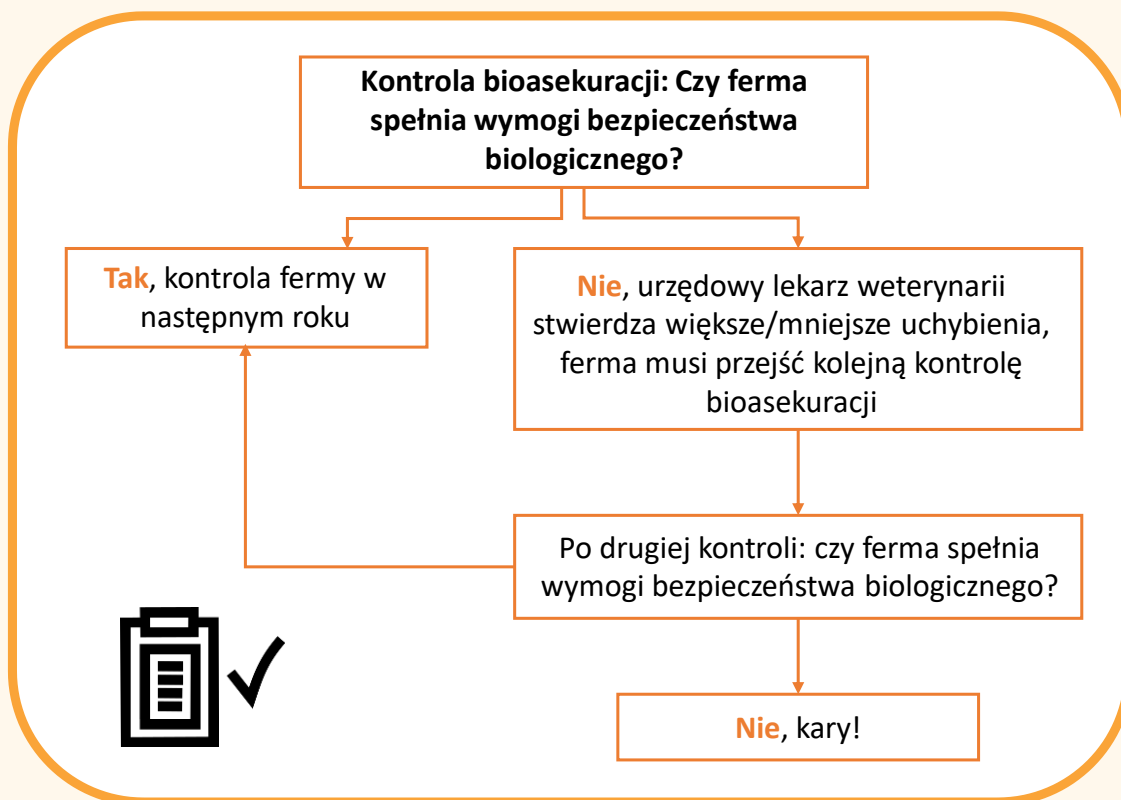 Kontrola bioasekuracji: Czy ferma
spełnia wymogi bezpieczeństwa
biologicznego?
Tak, kontrola fermy w
następnym roku
Nie, urzędowy lekarz weterynarii
stwierdza większe/mniejsze uchybienia,
ferma musi przejść kolejną kontrolę
bioasekuracji
Po drugiej kontroli: czy ferma spełnia
wymogi bezpieczeństwa biologicznego?
Nie, kary!